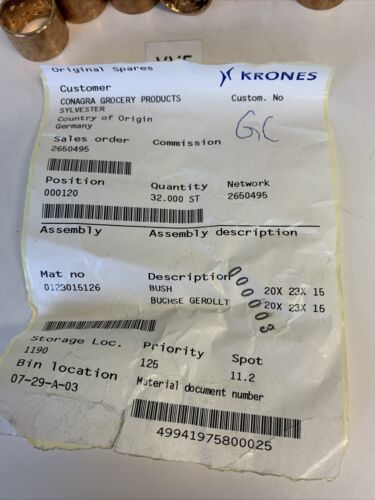 Original Spares
KRONES
Customer
Custom. No
CONAGRA GROCERY PRODUCTS
SYLVESTER
GC
Country of Origin
Germany
Sales order
Commission
2650495
Position
Quantity
Network
000120
32.000 ST
2650495
Assembly
Assembly description
Mat no
Description
0123015126
BUSH
20X 23X 15
BUCHSE GEROLLT
20X 23X 15
000003
Storage Loc.
Priority
Spot
1190
125
11.2
Bin location
Material document number
07-29-A-03
49941975800025